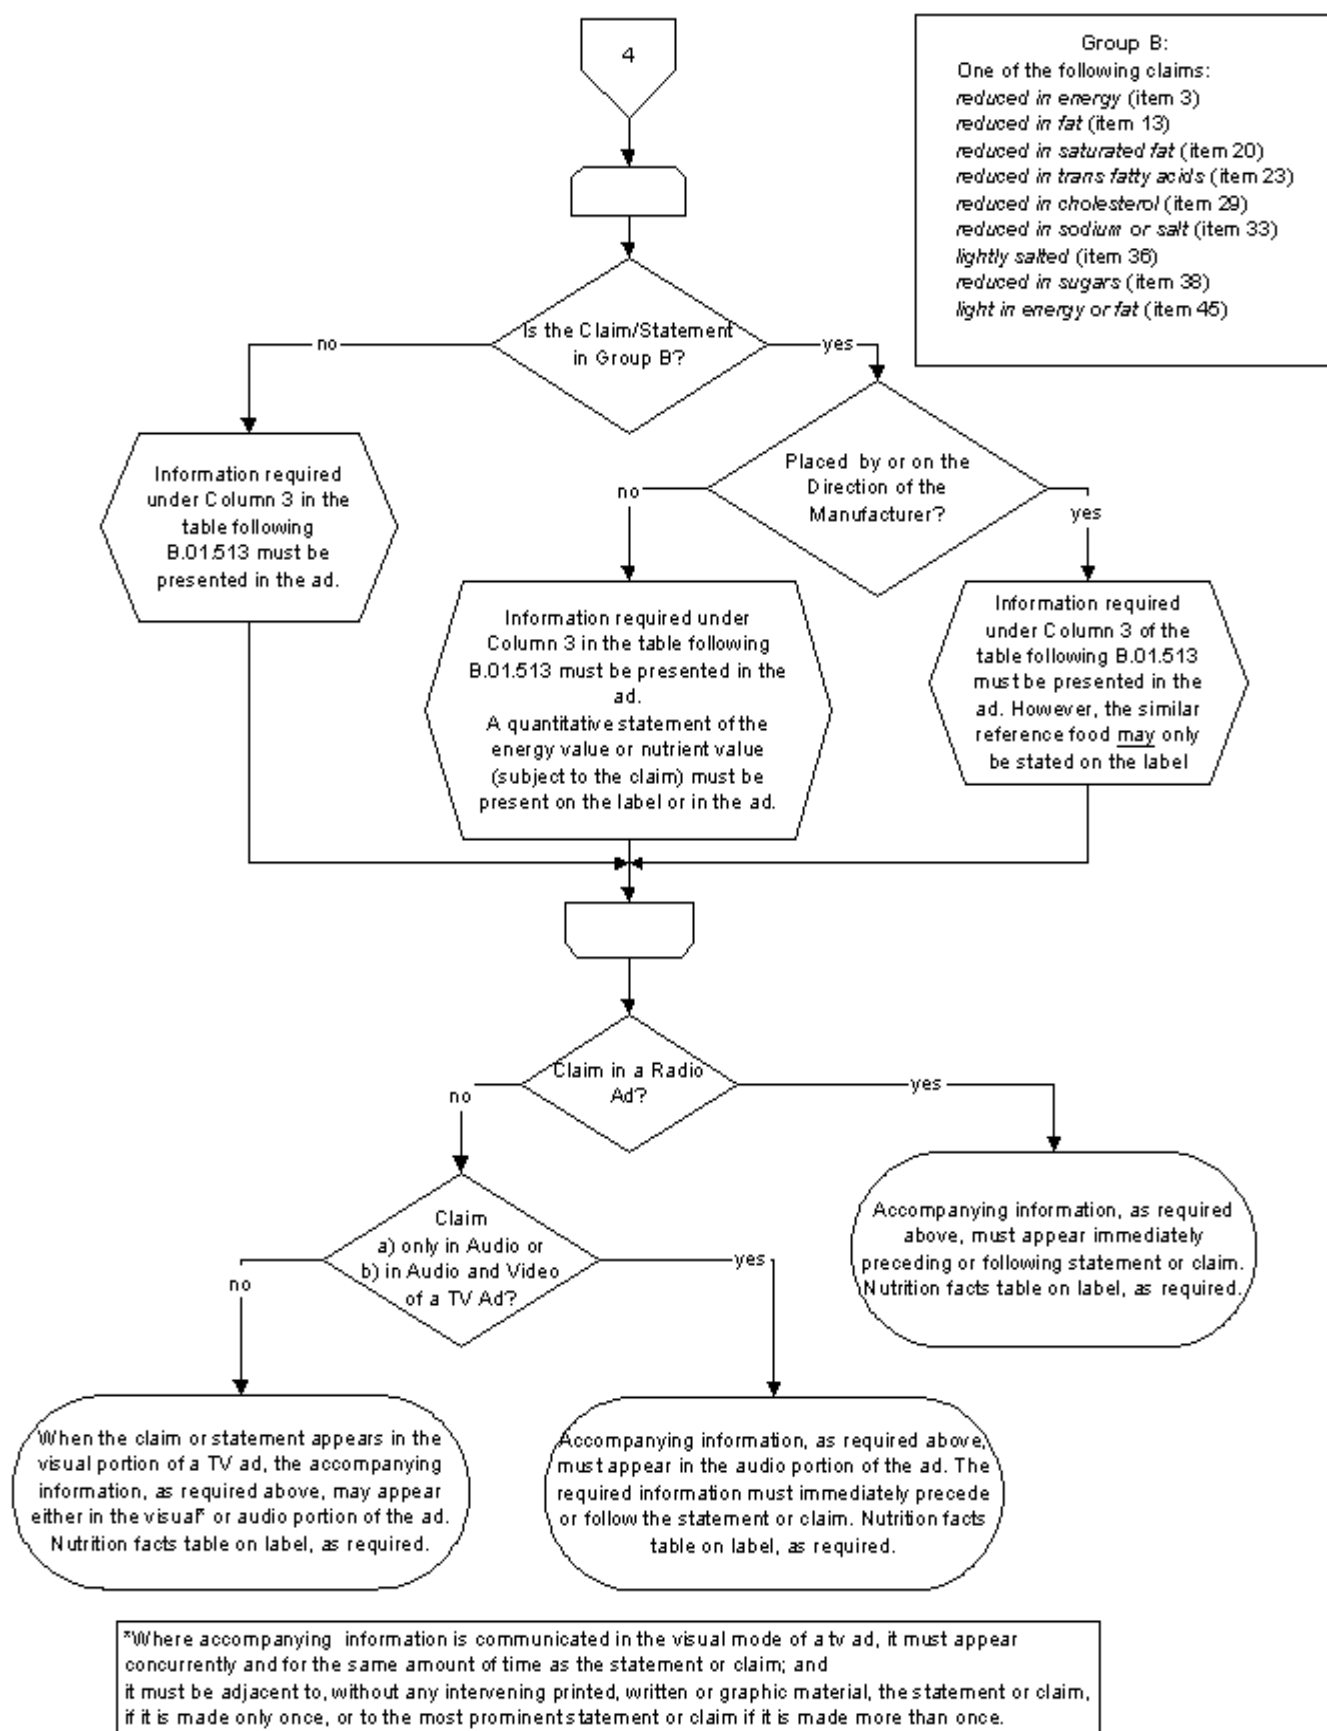 4
Group B:
One of the following claims:
reduced in energy (item 3)
reduced in fat (item 13)
reduced in saturated fat (item 20)
reduced in trans fatty acids (item 23)
reduced in cholesterol (item 29)
reduced in sodium or salt (item 33)
lightly salted (item 36)
reduced in sugars (item 38)
light in energy or fat (item 45)
Is the Claim/Statement
in Group B?
no
yes
Information required
under Column 3 in the
table following
B.01.513 must be
presented in the ad.
Placed by or on the
Direction of the
Manufacturer?
no
yes
Information required under
Column 3 in the table following
B.01.513 must be presented in the
ad.
A quantitative statement of the
energy value or nutrient value
(subject to the claim) must be
present on the label or in the ad.
Information required
under Column 3 of the
table following B.01.513
must be presented in the
ad. However, the similar
reference food may only
be stated on the label
Claim in a Radio
Ad?
no
yes
Accompanying information, as required
above, must appear immediately
preceding or following statement or claim.
Nutrition facts table on label, as required.
Claim
a) only in Audio or
b) in Audio and Video
of a TV Ad?
no
yes
When the claim or statement appears in the
visual portion of a TV ad, the accompanying
information, as required above, may appear
either in the visual* or audio portion of the ad.
Nutrition facts table on label, as required.
Accompanying information, as required above,
must appear in the audio portion of the ad. The
required information must immediately precede
or follow the statement or claim. Nutrition facts
table on label, as required.
*Where accompanying information is communicated in the visual mode of a tv ad, it must appear
concurrently and for the same amount of time as the statement or claim; and
it must be adjacent to, without any intervening printed, written or graphic material, the statement or claim,
if it is made only once, or to the most prominent statement or claim if it is made more than once.